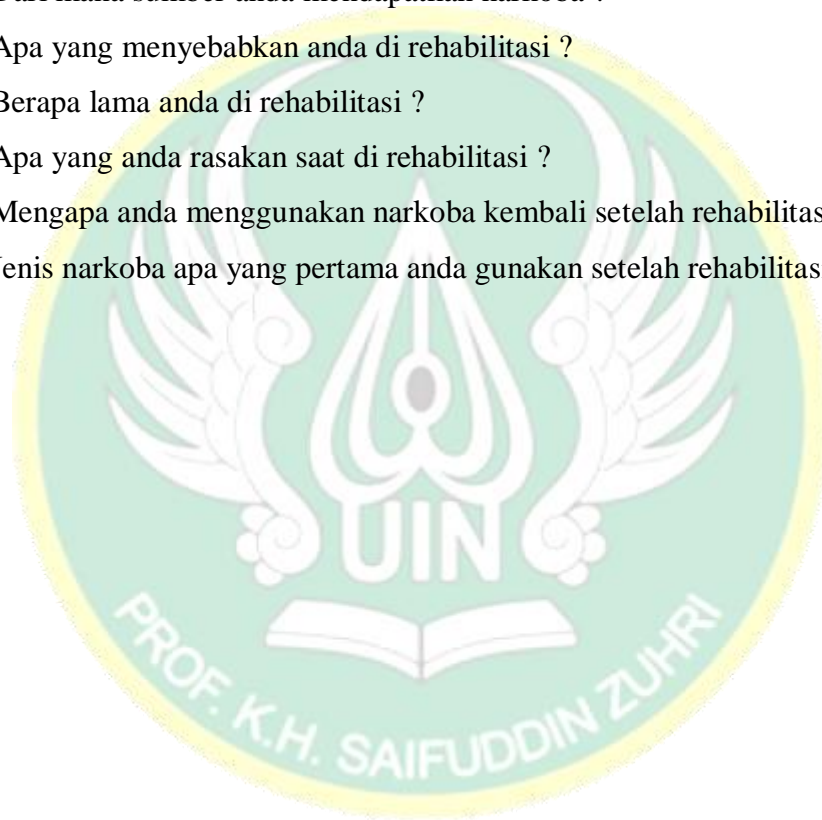 Apa yang menyebabkan anda di rehabilitasi ?
Berapa lama anda di rehabilitasi ?
Apa yang anda rasakan saat di rehabilitasi ?
Mengapa anda menggunakan narkoba kembali setelah rehabilitas
Jenis narkoba apa yang pertama anda gunakan setelah rehabilitas
UIN
PROF. K.H. SAIFUDDIN ZUHRI